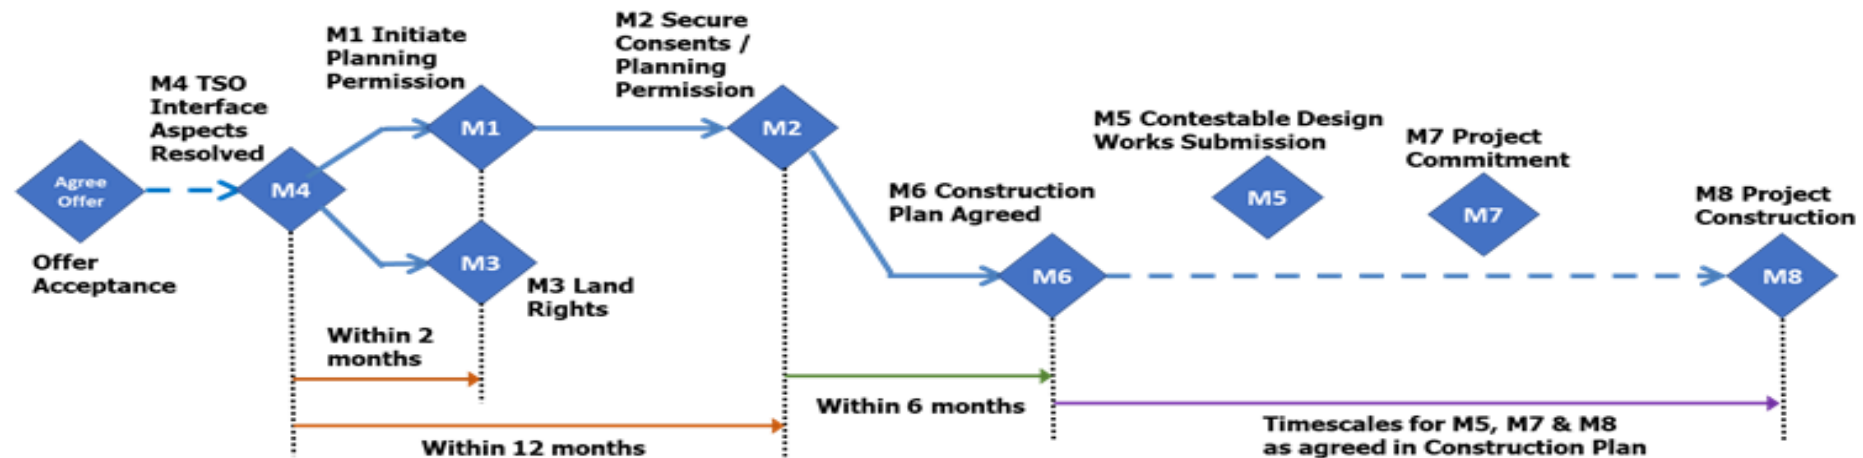 Agree
Offer
Offer
Acceptance
M4 TSO
Interface
Aspects
Resolved
M4
M1 Initiate
Planning
Permission
M1
M3
M3 Land
Rights
M2 Secure
Consents /
Planning
Permission
M2
M6 Construction
Plan Agreed
M6
M5 Contestable Design
Works Submission
M5
M7 Project
Commitment
M7
M8 Project
Construction
M8
Within 2
months
Within 12 months
Within 6 months
Timescales for M5, M7 & M8
as agreed in Construction Plan